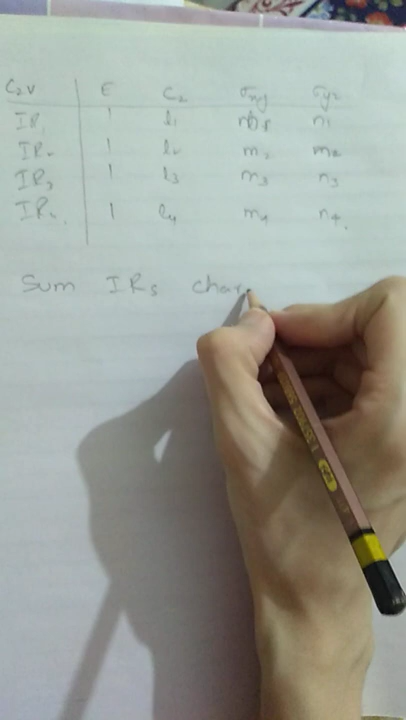 C₂v E C₂ σxy σyz
IR₁ 1 l₁ m₁ n₁
IR₂ 1 l₂ m₂
IR₃ 1 l₃ m₃ n₃
IR₄ 1 l₄ m₄ n₄
Sum IRs char